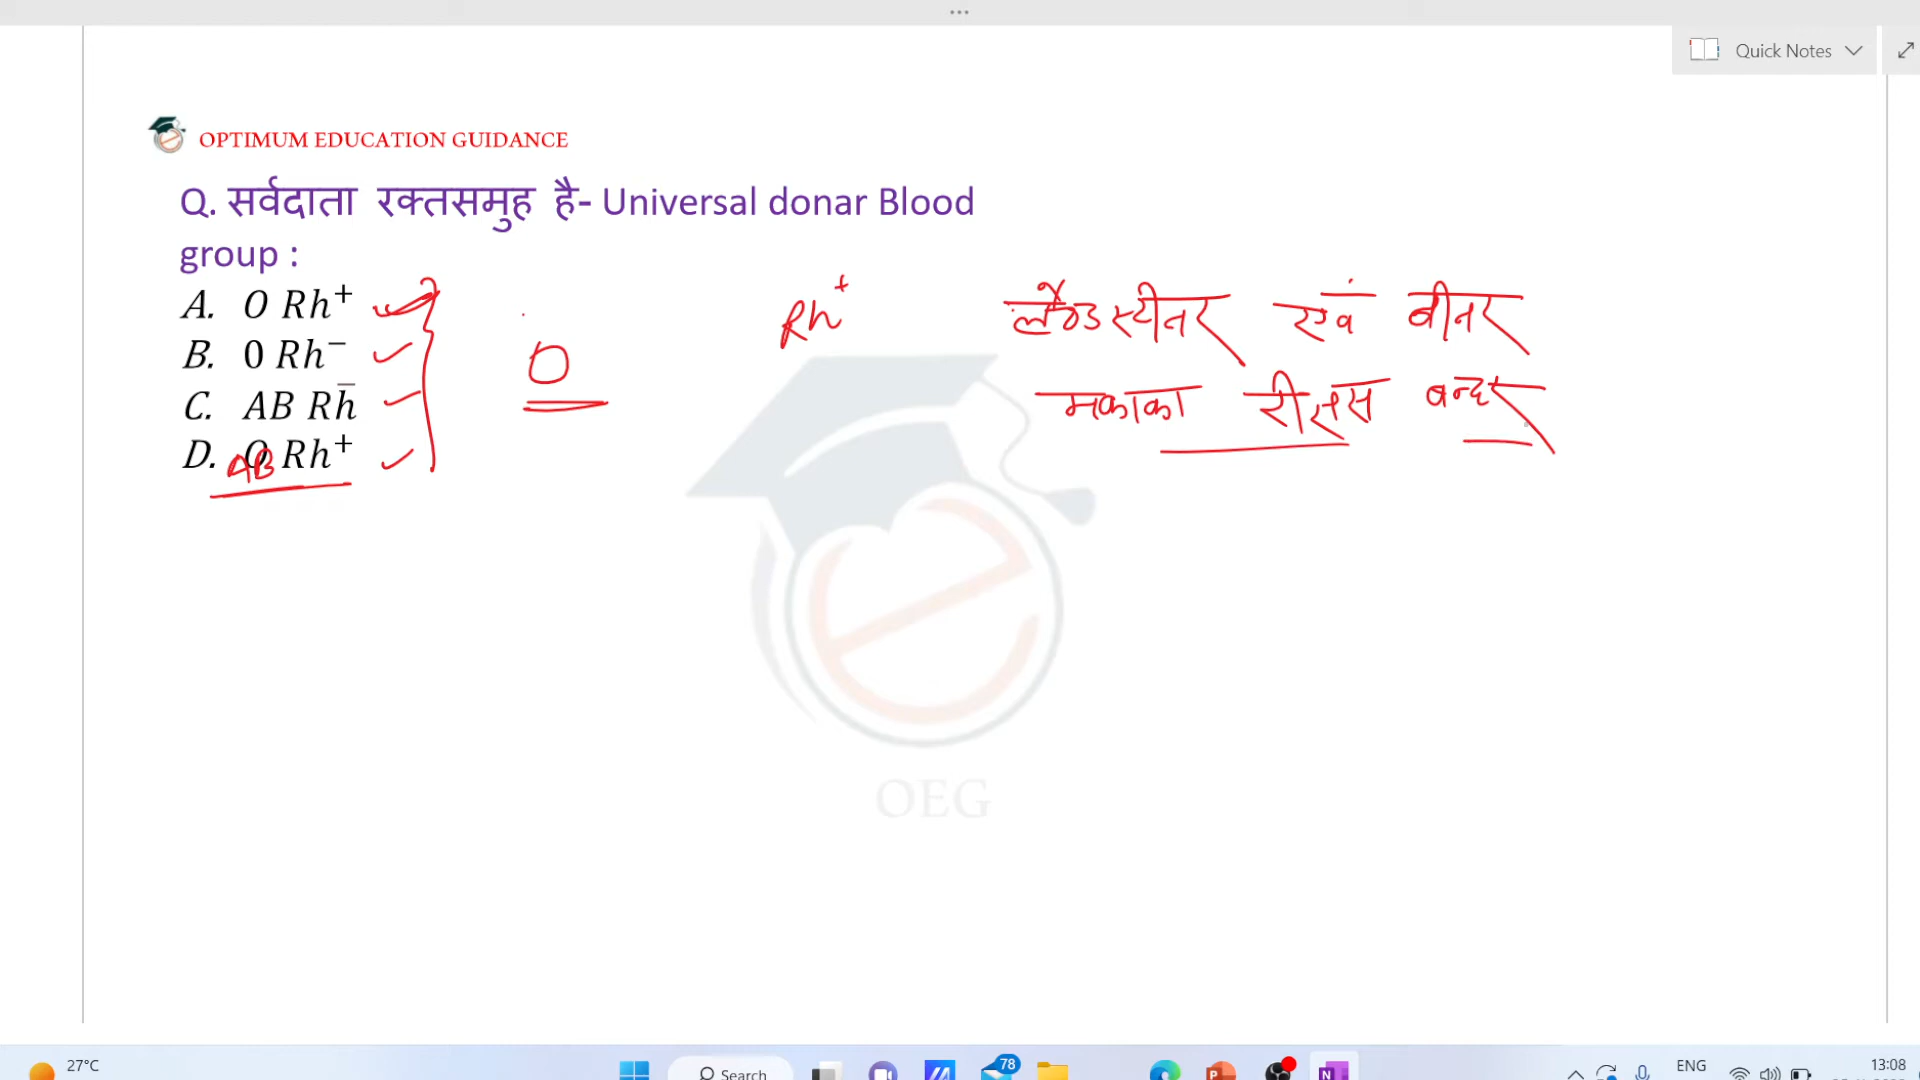 Quick Notes
OPTIMUM EDUCATION GUIDANCE
Q. सर्वदाता रक्तसमुह है- Universal donar Blood
group :
A. O Rh⁺
B. 0 Rh⁻
C. AB Rh̅
D. O Rh⁺
AB
O
Rh⁺
लैण्डस्टीनर एवं वीनर
मकाका रीसस बन्दर
OEG
27°C
Search
78
ENG
13:08